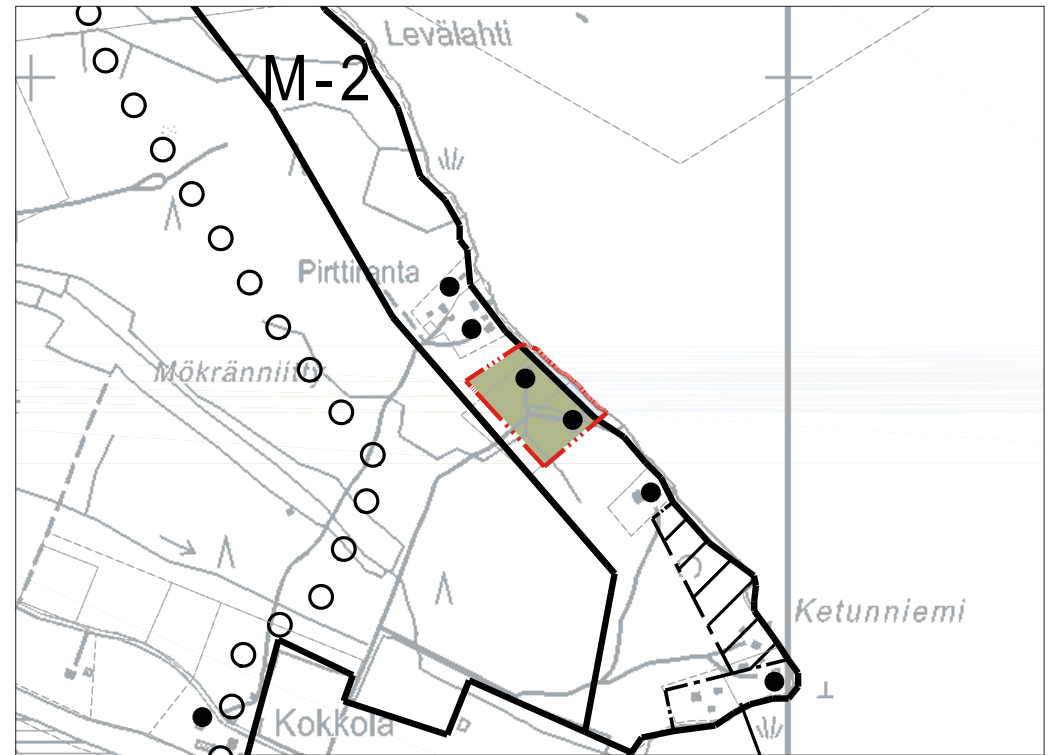 Levälahti
M-2
Pirttiranta
Mökränniitty
Ketunniemi
Kokkola